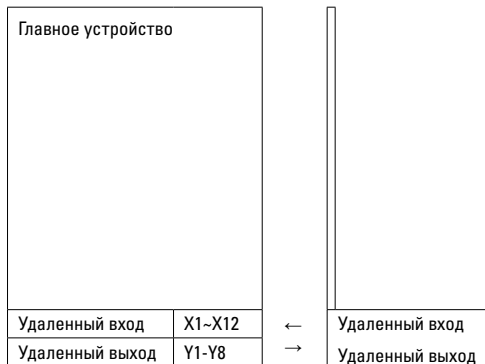 Главное устройство
Удаленный вход X1~X12 ← Удаленный вход
Удаленный выход Y1-Y8 → Удаленный выход